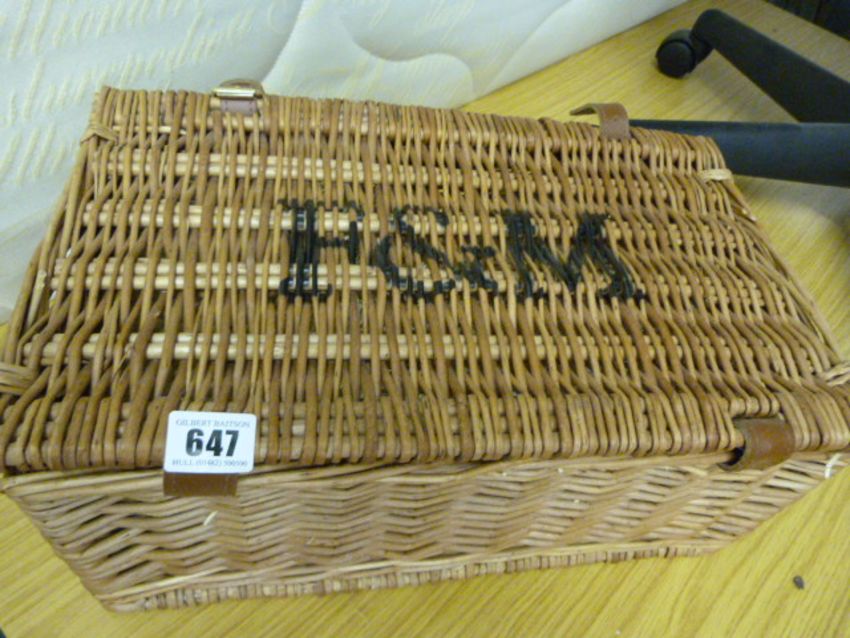 F&M
GILBERT BAITSON
647
HULL (01482) 500500